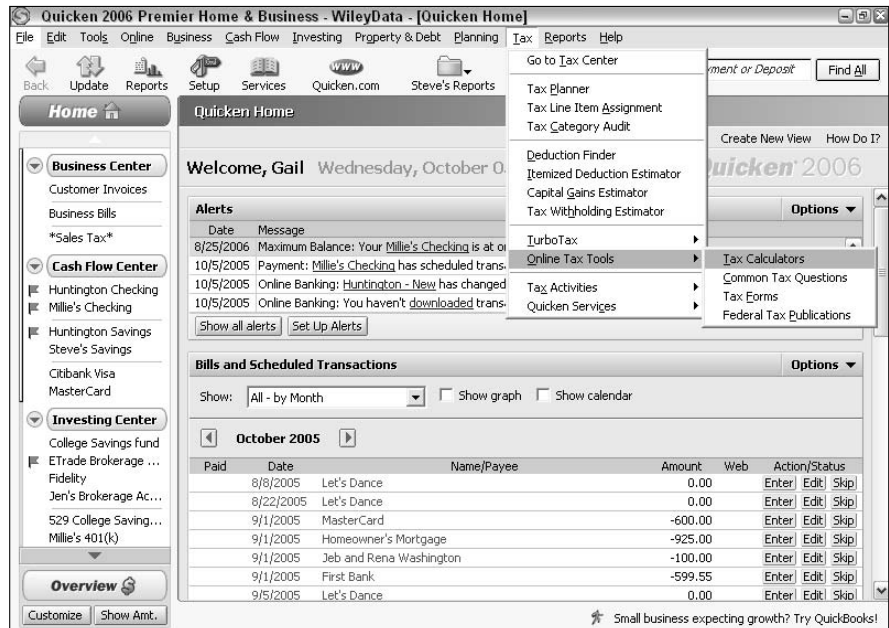 Quicken 2006 Premier Home & Business - WileyData - [Quicken Home]
File Edit Tools Online Business Cash Flow Investing Property & Debt Planning Tax Reports Help
Back Update Reports Setup Services Quicken.com Steve's Reports
www
yment or Deposit Find All
Go to Tax Center
Tax Planner
Tax Line Item Assignment
Tax Category Audit
Deduction Finder
Itemized Deduction Estimator
Capital Gains Estimator
Tax Withholding Estimator
TurboTax
Online Tax Tools
Tax Activities
Quicken Services
Tax Calculators
Common Tax Questions
Tax Forms
Federal Tax Publications
Home
Quicken Home
Create New View How Do I?
Business Center
Customer Invoices
Business Bills
*Sales Tax*
Cash Flow Center
Huntington Checking
Millie's Checking
Huntington Savings
Steve's Savings
Citibank Visa
MasterCard
Investing Center
College Savings fund
ETrade Brokerage ...
Fidelity
Jen's Brokerage Ac...
529 College Saving...
Millie's 401(k)
Overview
Customize Show Amt.
Welcome, Gail Wednesday, October 0
uicken 2006
Alerts Options
Date Message
8/25/2006 Maximum Balance: Your Millie's Checking is at o
10/5/2005 Payment: Millie's Checking has scheduled trans
10/5/2005 Online Banking: Huntington - New has changed
10/5/2005 Online Banking: You haven't downloaded trans
Show all alerts Set Up Alerts
Bills and Scheduled Transactions Options
Show: All - by Month Show graph Show calendar
October 2005
Paid Date Name/Payee Amount Web Action/Status
8/8/2005 Let's Dance 0.00 Enter Edit Skip
8/22/2005 Let's Dance 0.00 Enter Edit Skip
9/1/2005 MasterCard -600.00 Enter Edit Skip
9/1/2005 Homeowner's Mortgage -925.00 Enter Edit Skip
9/1/2005 Jeb and Rena Washington -100.00 Enter Edit Skip
9/1/2005 First Bank -599.55 Enter Edit Skip
9/5/2005 Let's Dance 0.00 Enter Edit Skip
Small business expecting growth? Try QuickBooks!